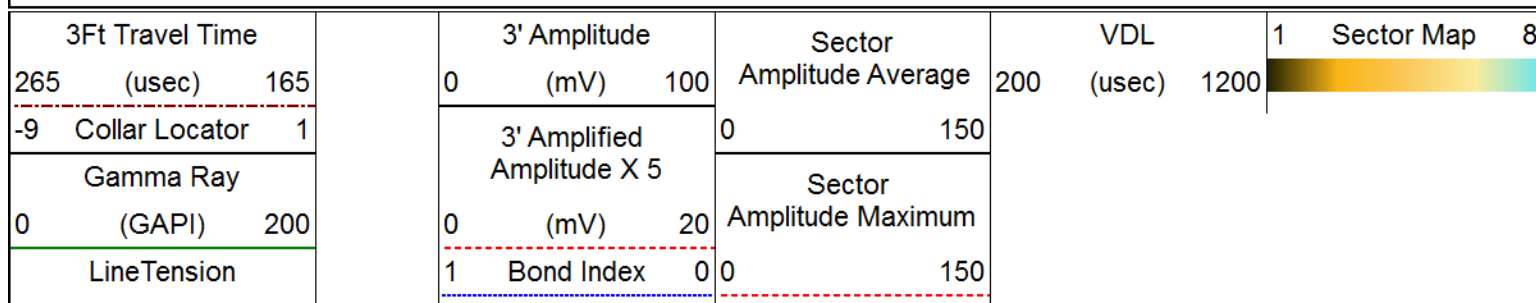 3Ft Travel Time
265 (usec) 165
-9 Collar Locator 1
Gamma Ray
0 (GAPI) 200
LineTension
3' Amplitude
0 (mV) 100
3' Amplified
Amplitude X 5
0 (mV) 20
1 Bond Index 0
Sector
Amplitude Average
0 150
Sector
Amplitude Maximum
0 150
VDL
200 (usec) 1200
1 Sector Map 8